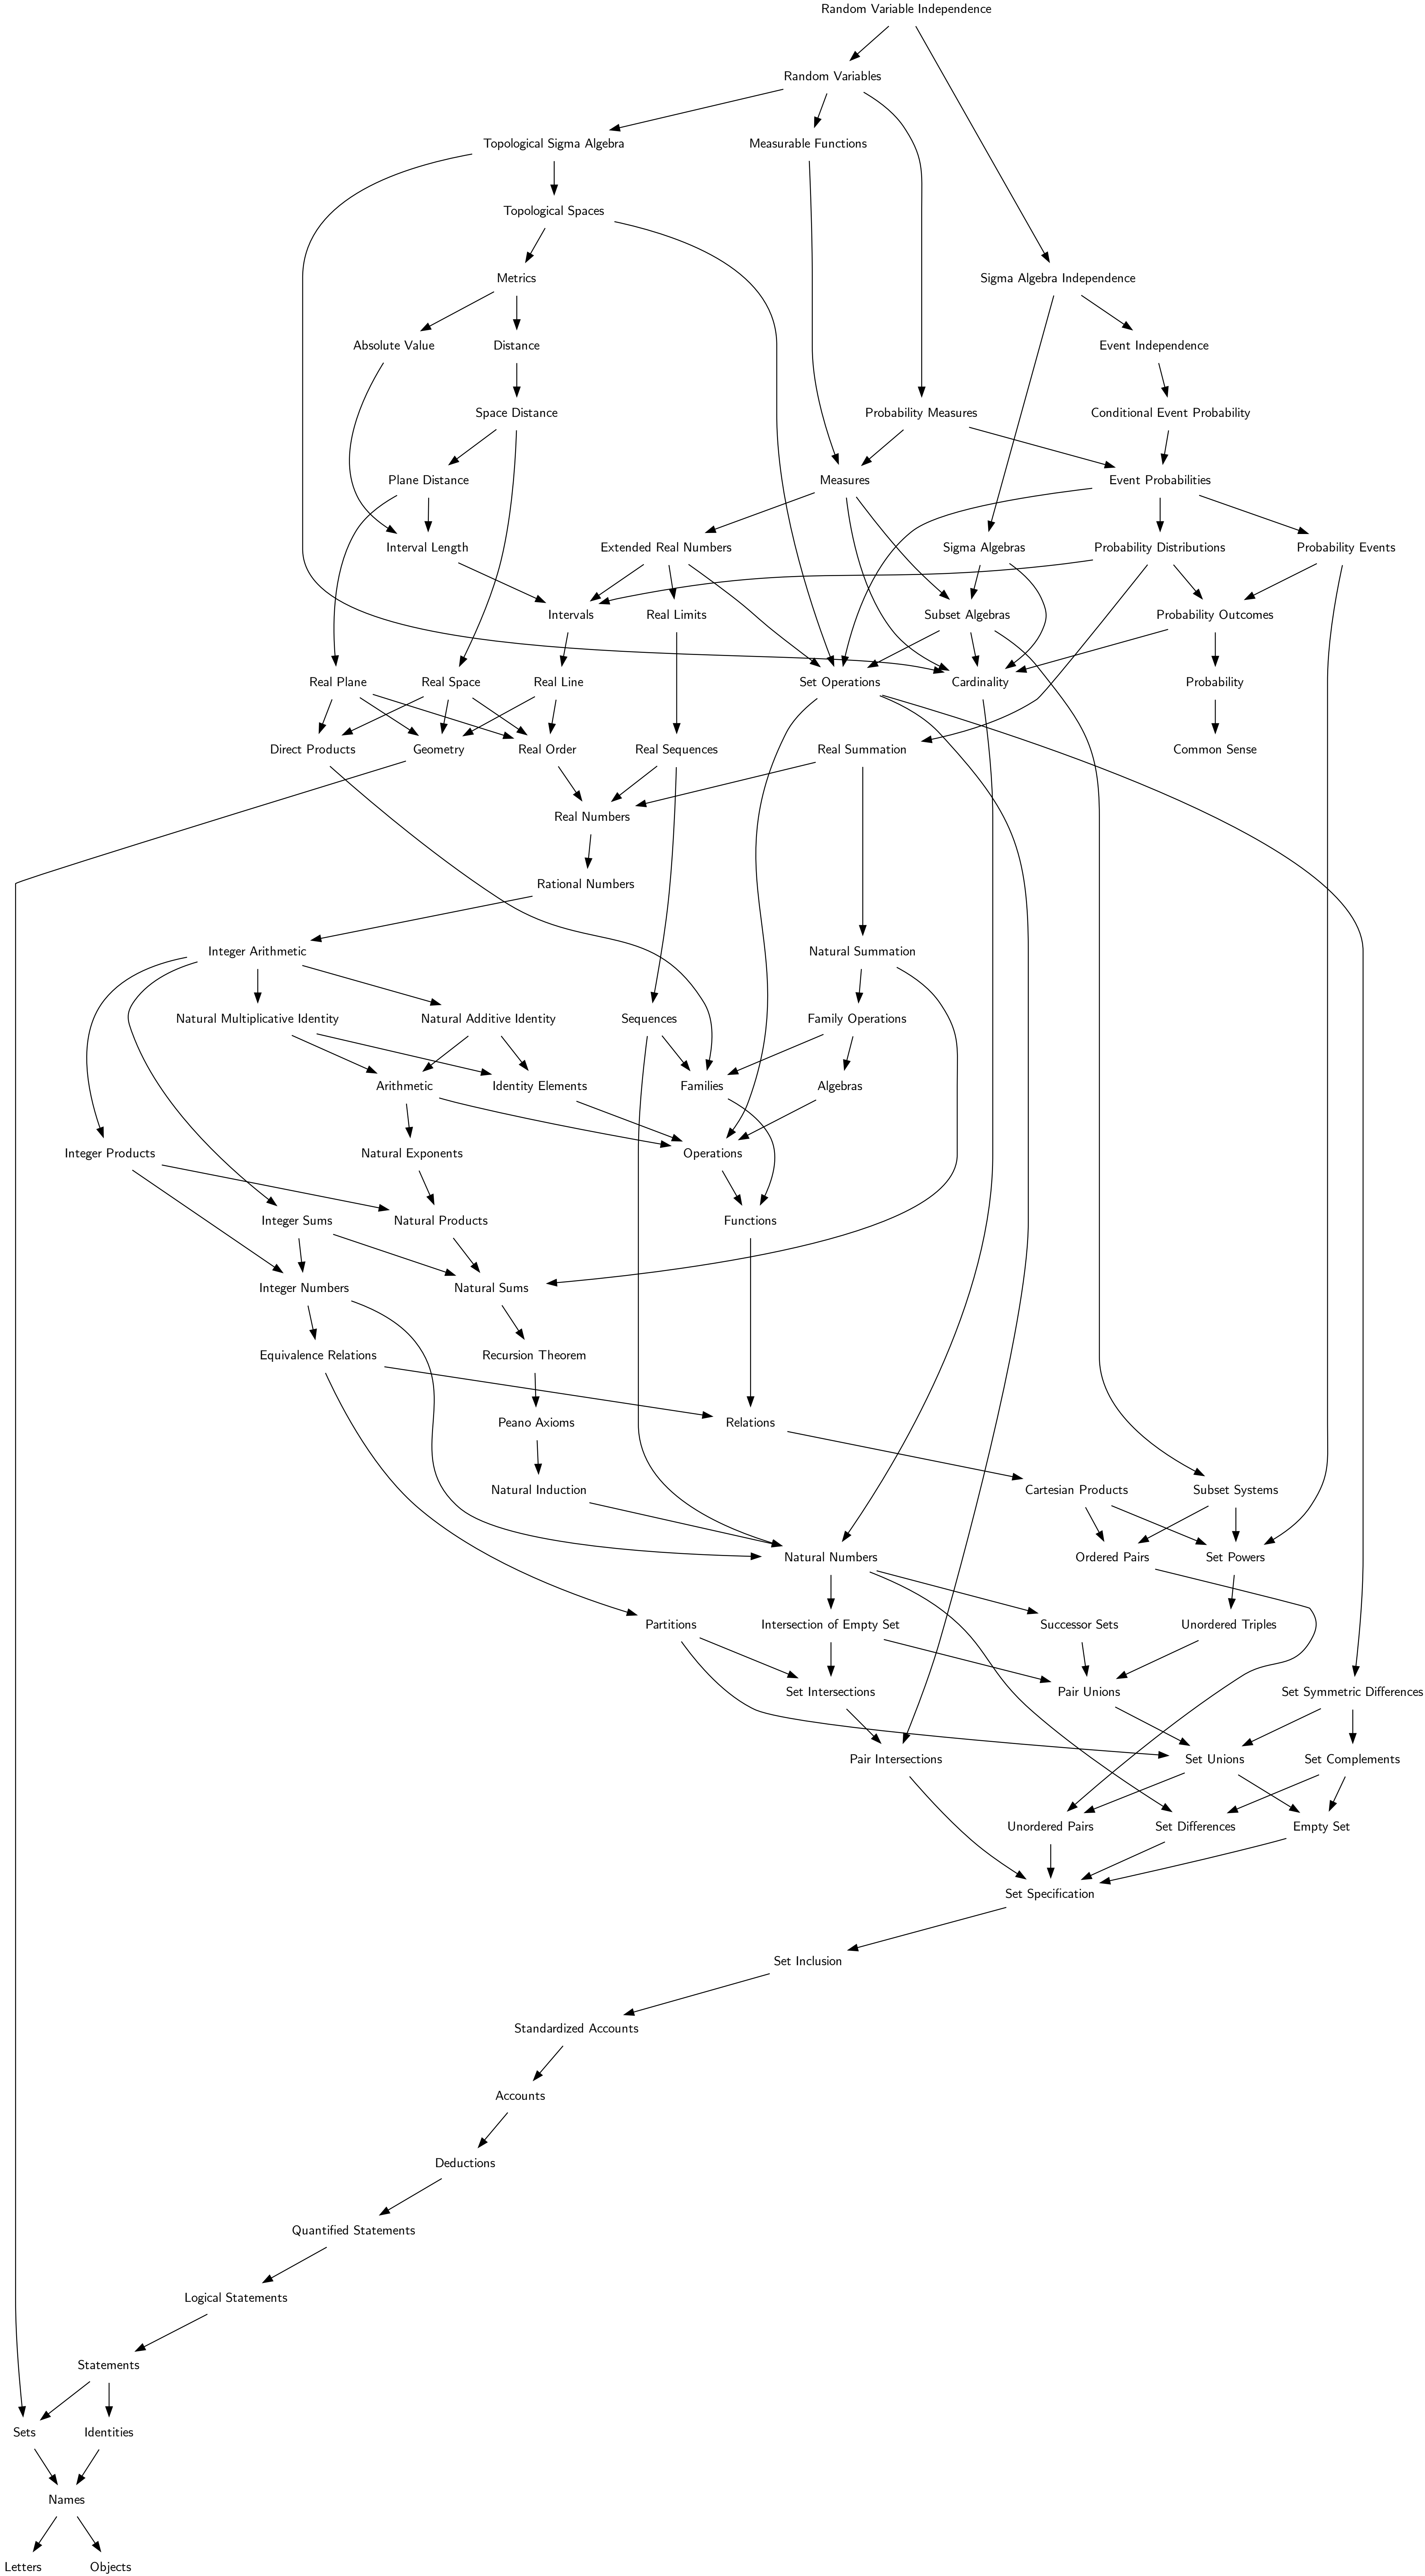 Random Variable Independence
Random Variables
Topological Sigma Algebra
Measurable Functions
Topological Spaces
Metrics
Sigma Algebra Independence
Absolute Value
Distance
Event Independence
Space Distance
Probability Measures
Conditional Event Probability
Plane Distance
Measures
Event Probabilities
Interval Length
Extended Real Numbers
Sigma Algebras
Probability Distributions
Probability Events
Intervals
Real Limits
Subset Algebras
Probability Outcomes
Real Plane
Real Space
Real Line
Set Operations
Cardinality
Probability
Direct Products
Geometry
Real Order
Real Sequences
Real Summation
Common Sense
Real Numbers
Rational Numbers
Integer Arithmetic
Natural Summation
Natural Multiplicative Identity
Natural Additive Identity
Sequences
Family Operations
Arithmetic
Identity Elements
Families
Algebras
Integer Products
Natural Exponents
Operations
Integer Sums
Natural Products
Functions
Integer Numbers
Natural Sums
Equivalence Relations
Recursion Theorem
Peano Axioms
Relations
Natural Induction
Cartesian Products
Subset Systems
Natural Numbers
Ordered Pairs
Set Powers
Partitions
Intersection of Empty Set
Successor Sets
Unordered Triples
Set Intersections
Pair Unions
Set Symmetric Differences
Pair Intersections
Set Unions
Set Complements
Unordered Pairs
Set Differences
Empty Set
Set Specification
Set Inclusion
Standardized Accounts
Accounts
Deductions
Quantified Statements
Logical Statements
Statements
Sets
Identities
Names
Letters
Objects